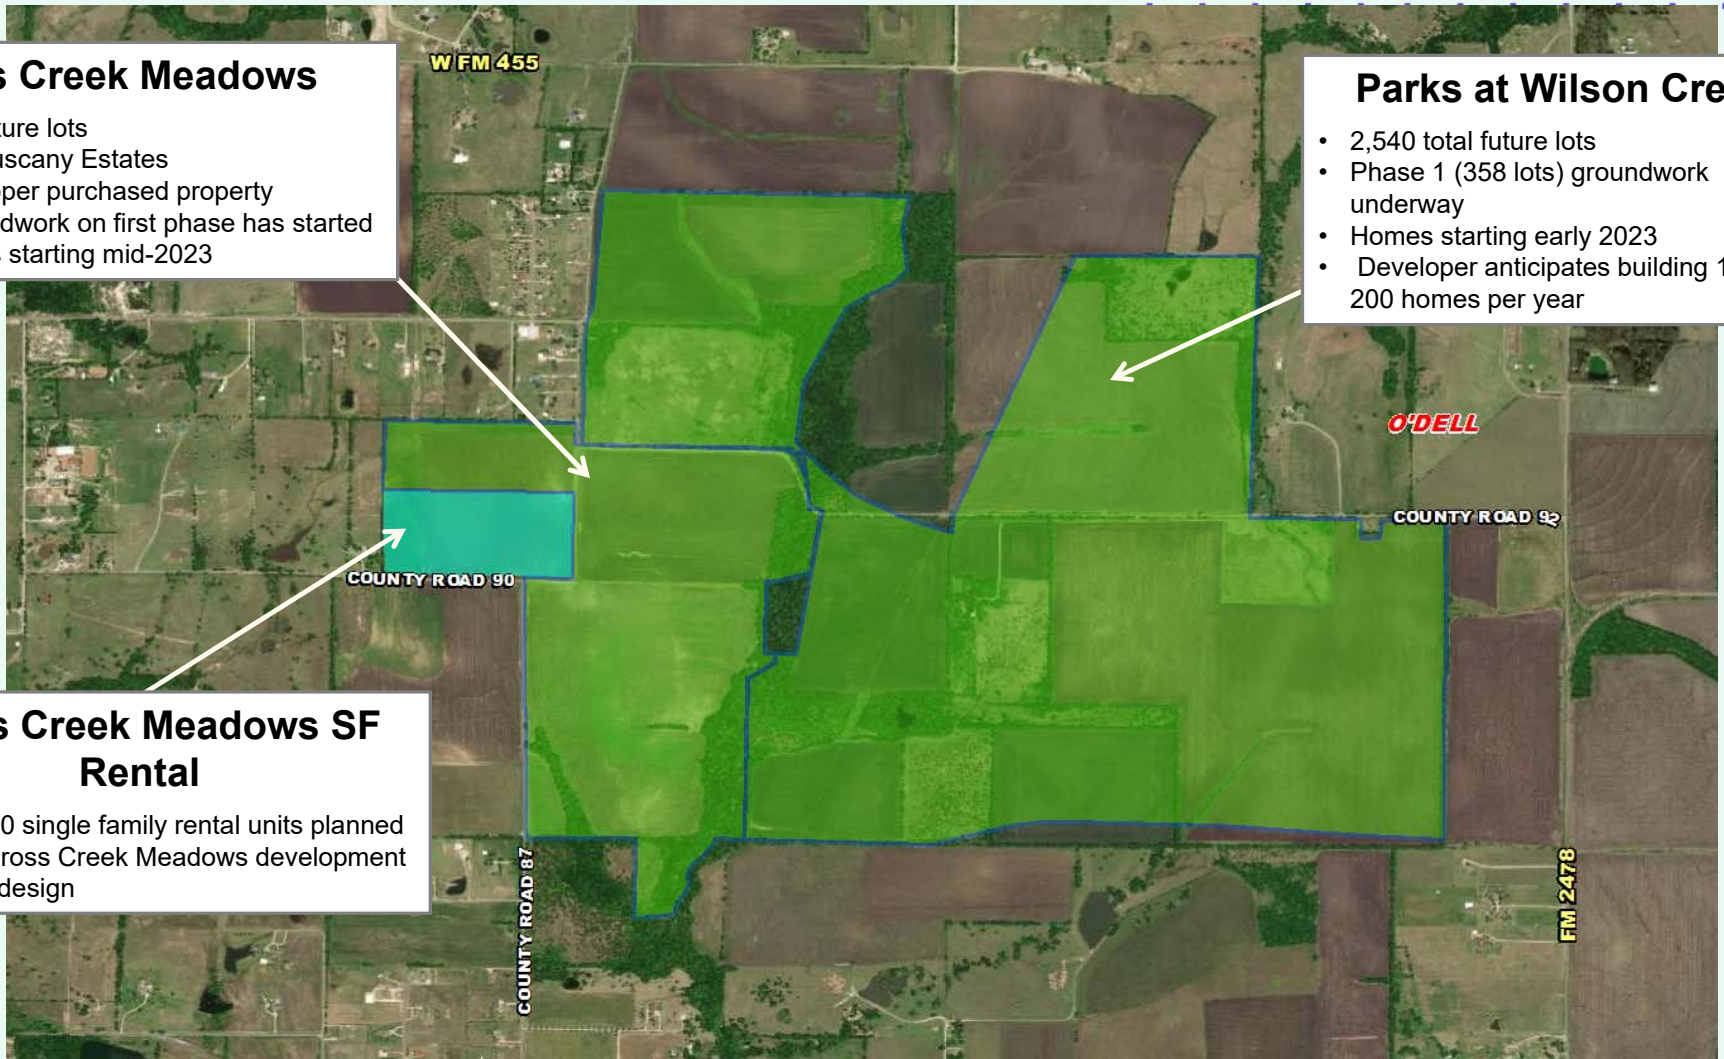 W FM 455
s Creek Meadows
ture lots
uscany Estates
per purchased property
dwork on first phase has started
s starting mid-2023
Parks at Wilson Cre
• 2,540 total future lots
• Phase 1 (358 lots) groundwork
underway
• Homes starting early 2023
• Developer anticipates building 1
200 homes per year
O'DELL
COUNTY ROAD 92
COUNTY ROAD 90
s Creek Meadows SF
Rental
0 single family rental units planned
ross Creek Meadows development
design
COUNTY ROAD 87
FM 2478